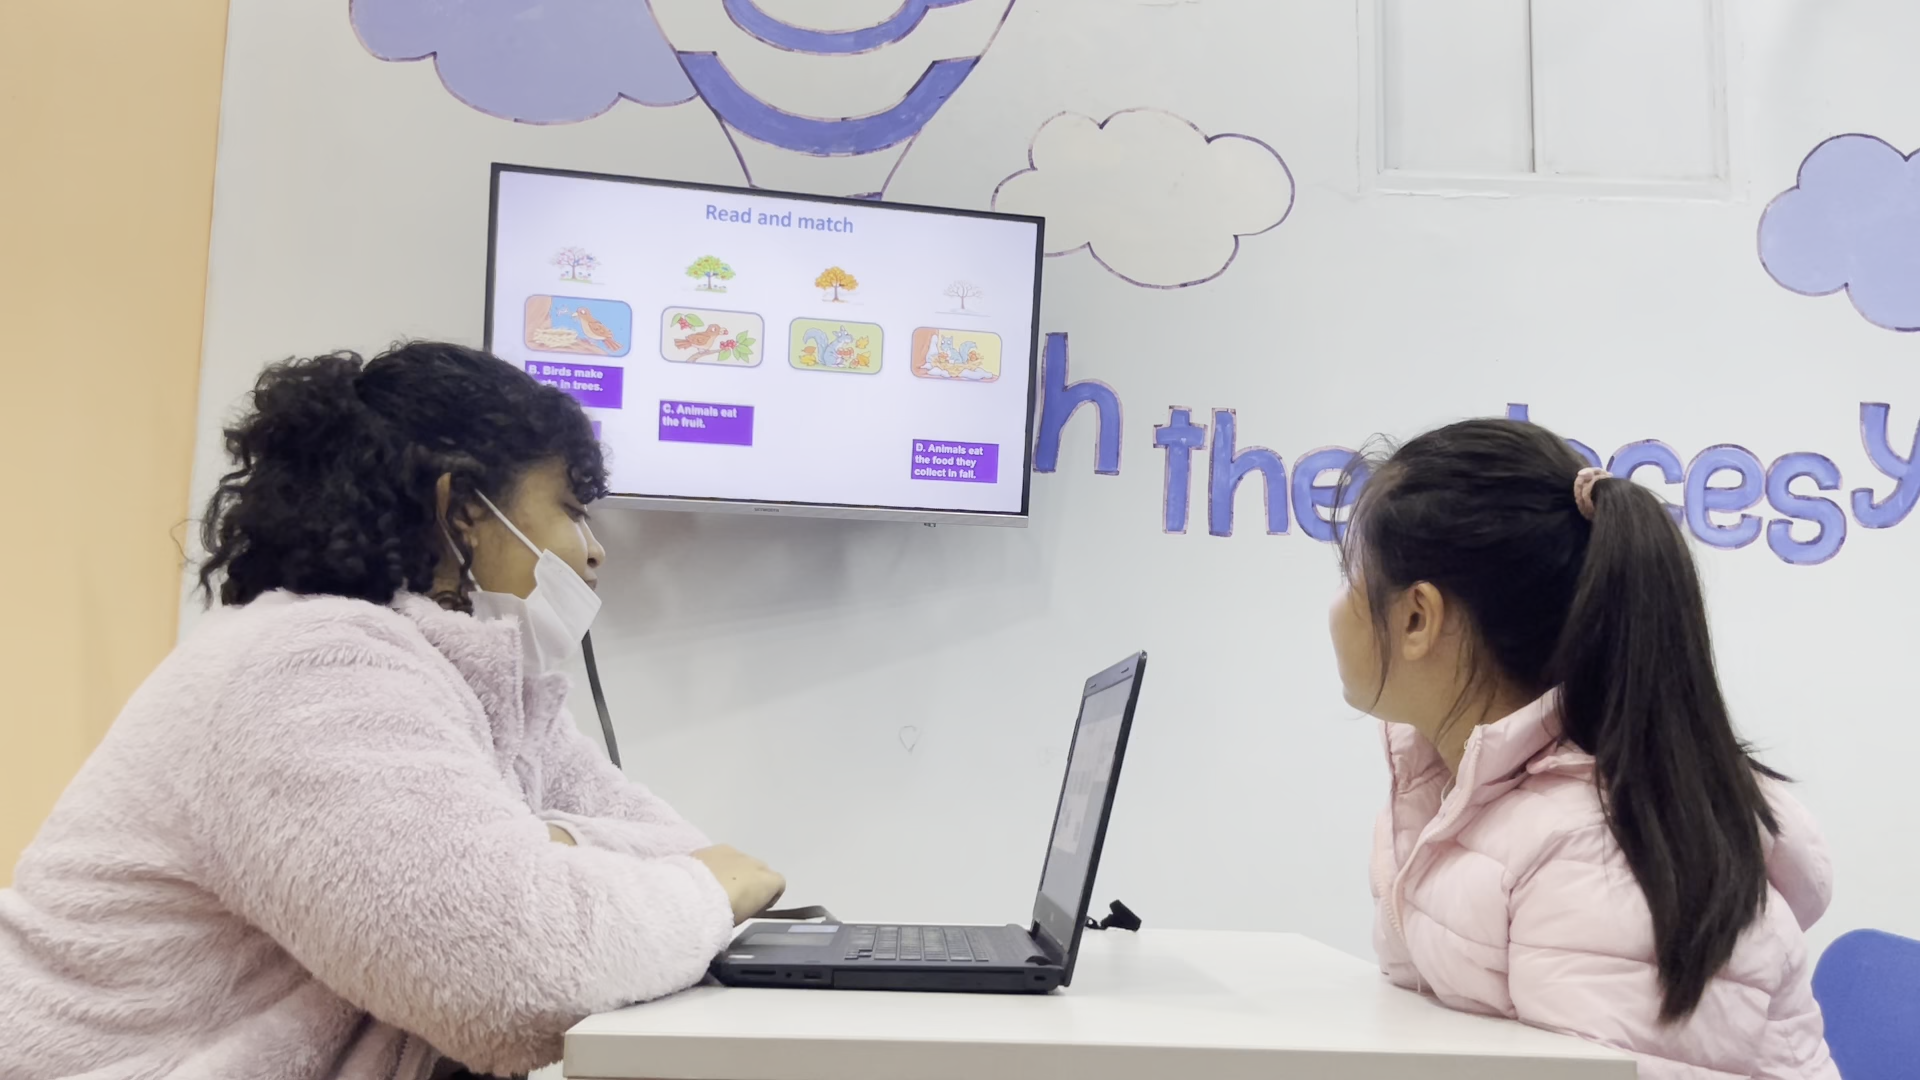 Read and match
B. Birds make
in trees.
C. Animals eat
the fruit.
D. Animals eat
the food they
collect in fall.
the
y